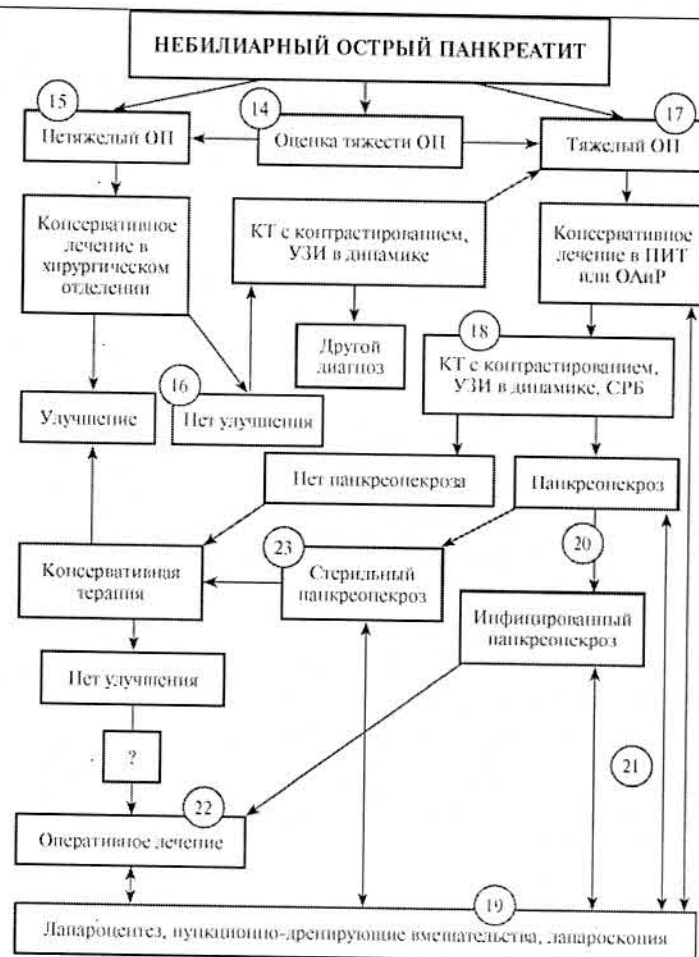 НЕБИЛИАРНЫЙ ОСТРЫЙ ПАНКРЕАТИТ
15
14
17
Нетяжелый ОП
Оценка тяжести ОП
Тяжелый ОП
Консервативное
лечение в
хирургическом
отделении
КТ с контрастированием,
УЗИ в динамике
Консервативное
лечение в ПИТ
или ОАиР
Другой
диагноз
18
КТ с контрастированием,
УЗИ в динамике, СРБ
16
Улучшение
Нет улучшения
Нет панкреонекроза
Панкреонекроз
23
20
Консервативная
терапия
Стерильный
панкреонекроз
Инфицированный
панкреонекроз
Нет улучшения
?
21
22
Оперативное лечение
19
Лапароцентез, пункционно-дренирующие вмешательства, лапароскопия